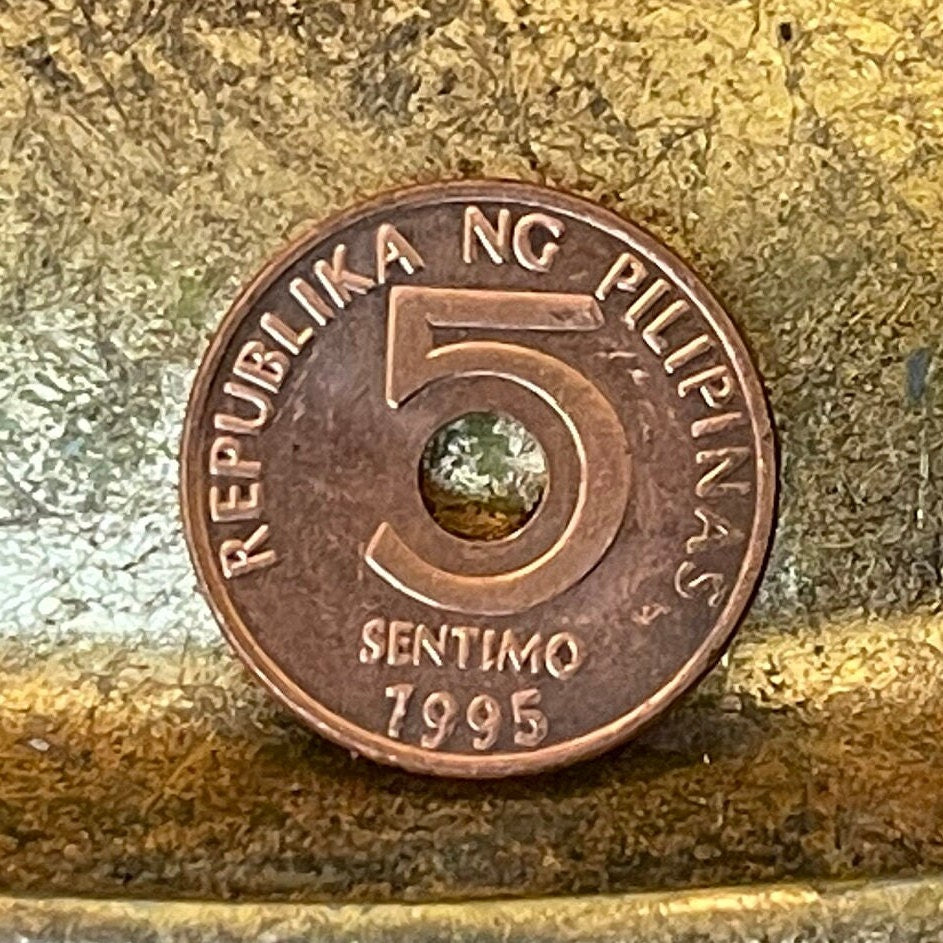 REPUBLIKA NG PILIPINAS
5
SENTIMO
1995